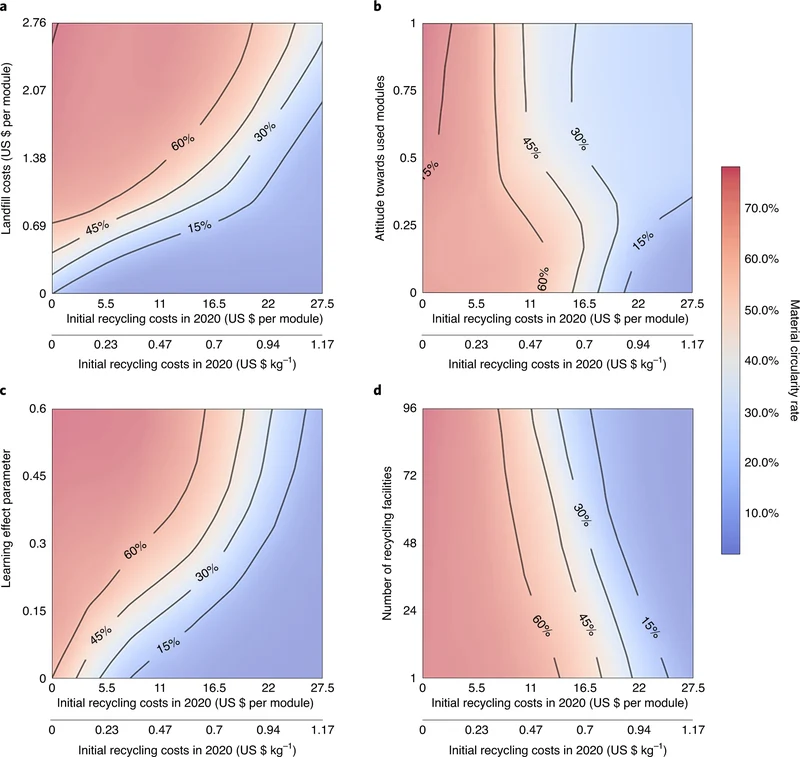 a
2.76
2.07
1.38
0.69
0
Landfill costs (US $ per module)
60%
45%
30%
15%
0 5.5 11 16.5 22 27.5
Initial recycling costs in 2020 (US $ per module)
0 0.23 0.47 0.7 0.94 1.17
Initial recycling costs in 2020 (US $ kg⁻¹)
b
1
0.75
0.5
0.25
0
Attitude towards used modules
5%
45%
30%
15%
60%
0 5.5 11 16.5 22 27.5
Initial recycling costs in 2020 (US $ per module)
0 0.23 0.47 0.7 0.94 1.17
Initial recycling costs in 2020 (US $ kg⁻¹)
70.0%
60.0%
50.0%
40.0%
30.0%
20.0%
10.0%
Material circularity rate
c
0.6
0.45
0.3
0.15
0
Learning effect parameter
60%
45%
30%
15%
0 5.5 11 16.5 22 27.5
Initial recycling costs in 2020 (US $ per module)
0 0.23 0.47 0.7 0.94 1.17
Initial recycling costs in 2020 (US $ kg⁻¹)
d
96
72
48
24
1
Number of recycling facilities
30%
60%
45%
15%
0 5.5 11 16.5 22 27.5
Initial recycling costs in 2020 (US $ per module)
0 0.23 0.47 0.7 0.94 1.17
Initial recycling costs in 2020 (US $ kg⁻¹)